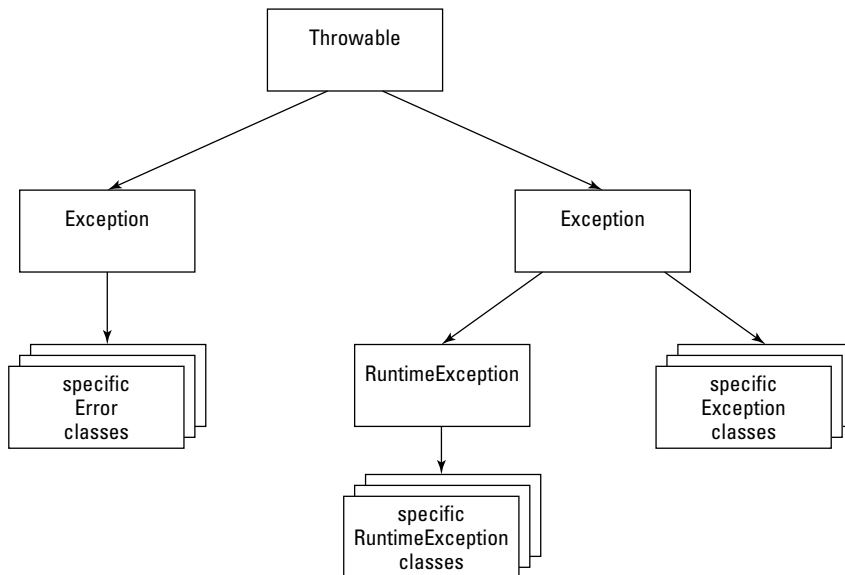 Throwable
Exception
Exception
specific
Error
classes
RuntimeException
specific
Exception
classes
specific
RuntimeException
classes